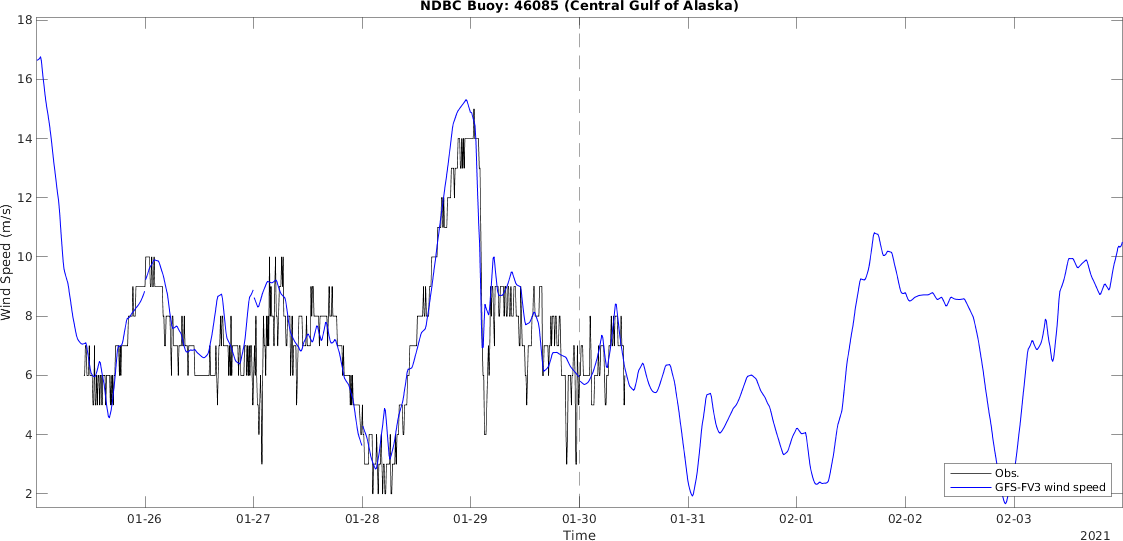 NDBC Buoy: 46085 (Central Gulf of Alaska)
18
16
14
12
10
8
6
4
2
Wind Speed (m/s)
Obs.
GFS-FV3 wind speed
01-26 01-27 01-28 01-29 01-30 01-31 02-01 02-02 02-03
Time
2021